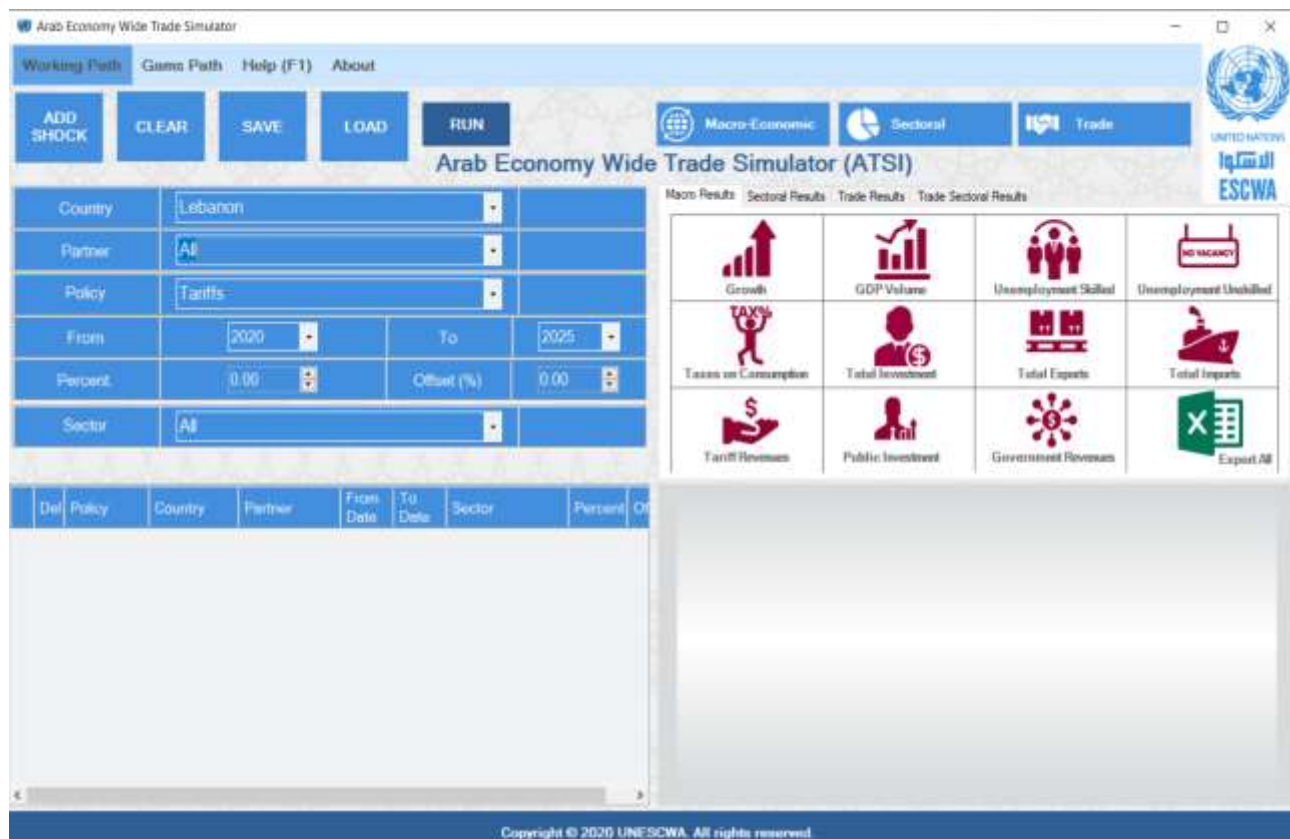 Arab Economy Wide Trade Simulator
Working Path Gams Path Help (F1) About
ADD SHOCK CLEAR SAVE LOAD RUN
Macro-Economic Sectoral Trade
UNITED NATIONS
الاسكوا
ESCWA
Arab Economy Wide Trade Simulator (ATSI)
Country Lebanon
Partner All
Policy Tariffs
From 2020 To 2025
Percent 0.00 Offset (%) 0.00
Sector All
Macro Results Sectoral Results Trade Results Trade Sectoral Results
NO VACANCY
Growth GDP Volume Unemployment Skilled Unemployment Unskilled
TAX%
Taxes on Consumption Total Investment Total Exports Total Imports
Tariff Revenues Public Investment Government Revenues Export All
Del Policy Country Partner From Date To Date Sector Percent Of
Copyright © 2020 UNESCWA. All rights reserved.